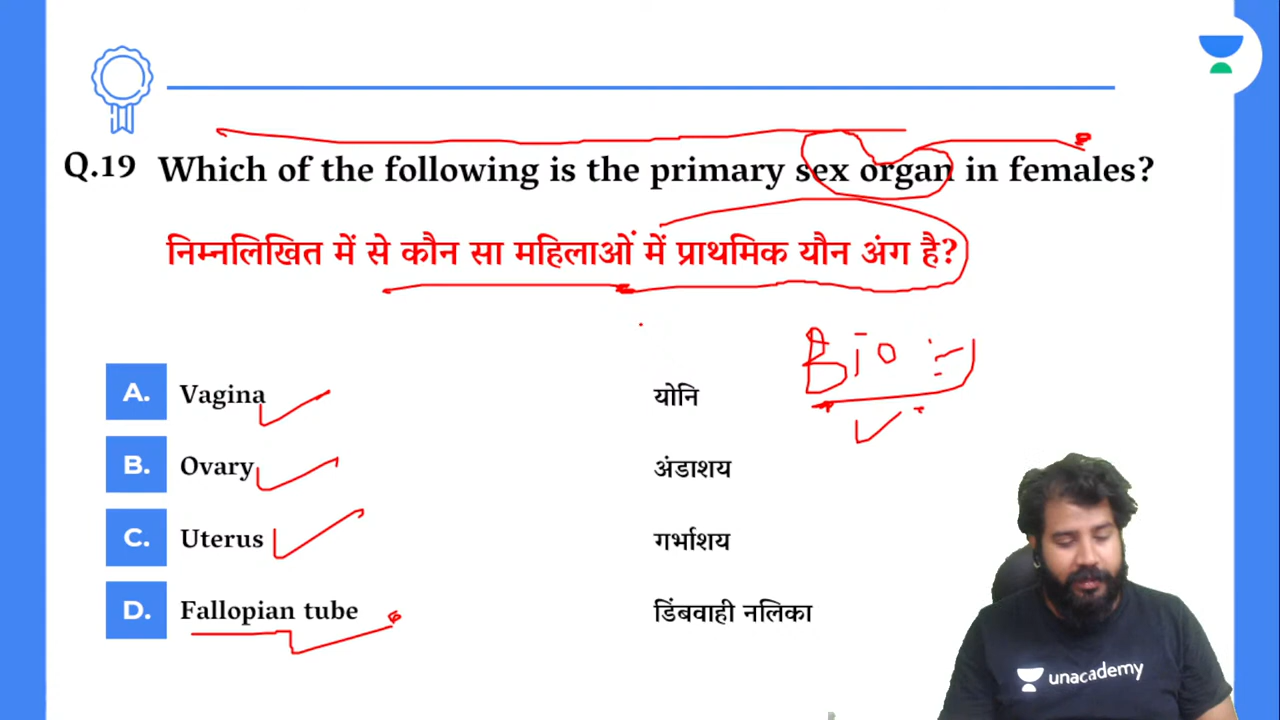 Q.19 Which of the following is the primary sex organ in females?
निम्नलिखित में से कौन सा महिलाओं में प्राथमिक यौन अंग है?
Bio :-
A. Vagina योनि
B. Ovary अंडाशय
C. Uterus गर्भाशय
D. Fallopian tube डिंबवाही नलिका
unacademy